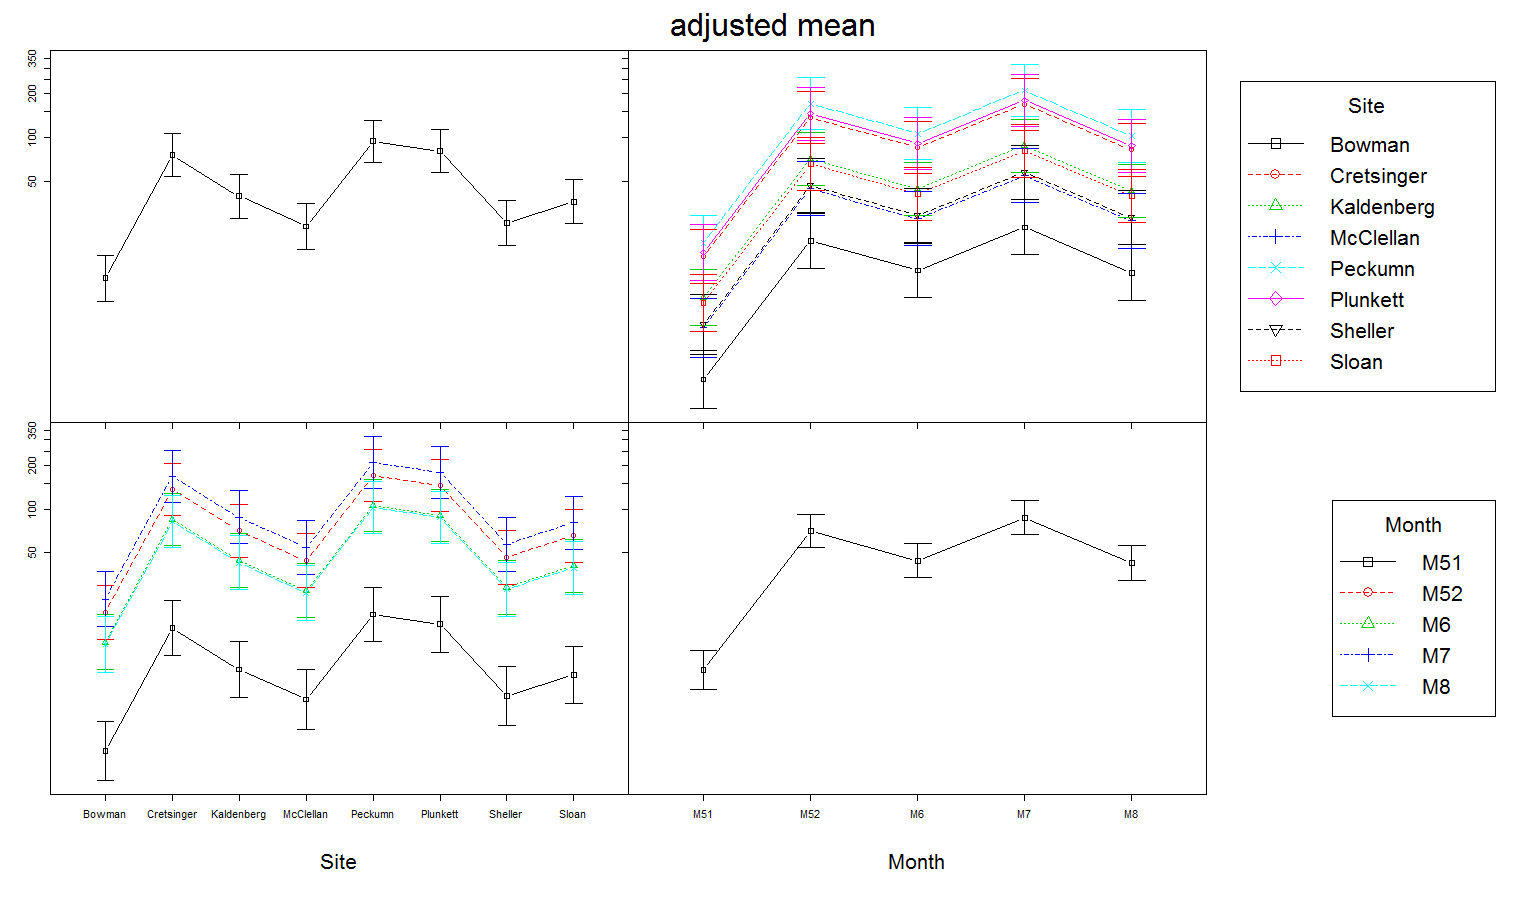 adjusted mean
350
200
100
50
Site
Bowman
Cretsinger
Kaldenberg
McClellan
Peckumn
Plunkett
Sheller
Sloan
350
200
100
50
Month
M51
M52
M6
M7
M8
Bowman Cretsinger Kaldenberg McClellan Peckumn Plunkett Sheller Sloan M51 M52 M6 M7 M8
Site Month